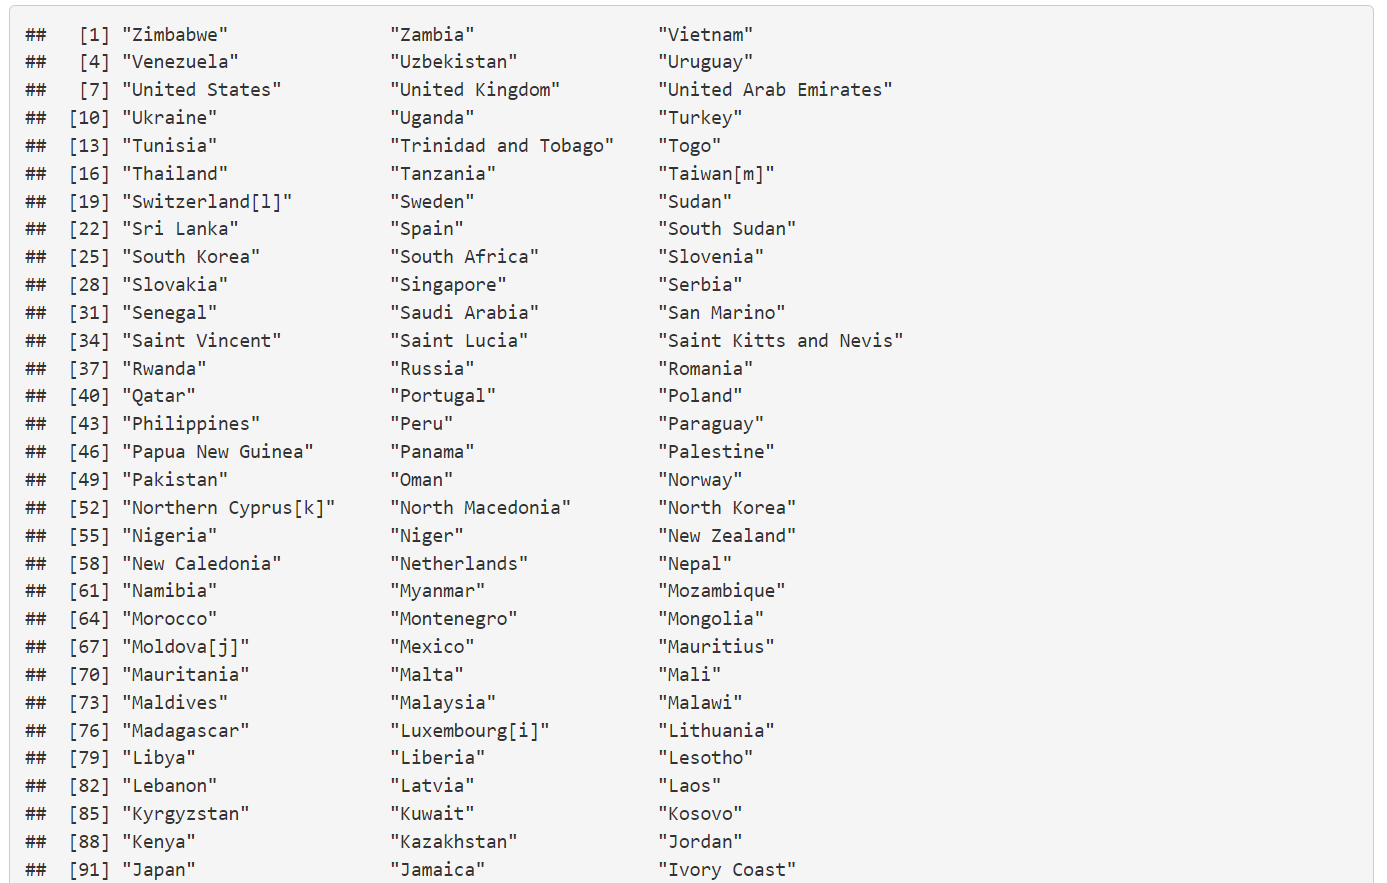 ##   [1] "Zimbabwe"               "Zambia"                 "Vietnam"
##   [4] "Venezuela"              "Uzbekistan"             "Uruguay"
##   [7] "United States"          "United Kingdom"         "United Arab Emirates"
##  [10] "Ukraine"                "Uganda"                 "Turkey"
##  [13] "Tunisia"                "Trinidad and Tobago"    "Togo"
##  [16] "Thailand"               "Tanzania"               "Taiwan[m]"
##  [19] "Switzerland[l]"         "Sweden"                 "Sudan"
##  [22] "Sri Lanka"              "Spain"                  "South Sudan"
##  [25] "South Korea"            "South Africa"           "Slovenia"
##  [28] "Slovakia"               "Singapore"              "Serbia"
##  [31] "Senegal"                "Saudi Arabia"           "San Marino"
##  [34] "Saint Vincent"          "Saint Lucia"            "Saint Kitts and Nevis"
##  [37] "Rwanda"                 "Russia"                 "Romania"
##  [40] "Qatar"                  "Portugal"               "Poland"
##  [43] "Philippines"            "Peru"                   "Paraguay"
##  [46] "Papua New Guinea"       "Panama"                 "Palestine"
##  [49] "Pakistan"               "Oman"                   "Norway"
##  [52] "Northern Cyprus[k]"     "North Macedonia"        "North Korea"
##  [55] "Nigeria"                "Niger"                  "New Zealand"
##  [58] "New Caledonia"          "Netherlands"            "Nepal"
##  [61] "Namibia"                "Myanmar"                "Mozambique"
##  [64] "Morocco"                "Montenegro"             "Mongolia"
##  [67] "Moldova[j]"             "Mexico"                 "Mauritius"
##  [70] "Mauritania"             "Malta"                  "Mali"
##  [73] "Maldives"               "Malaysia"               "Malawi"
##  [76] "Madagascar"             "Luxembourg[i]"          "Lithuania"
##  [79] "Libya"                  "Liberia"                "Lesotho"
##  [82] "Lebanon"                "Latvia"                 "Laos"
##  [85] "Kyrgyzstan"             "Kuwait"                 "Kosovo"
##  [88] "Kenya"                  "Kazakhstan"             "Jordan"
##  [91] "Japan"                  "Jamaica"                "Ivory Coast"